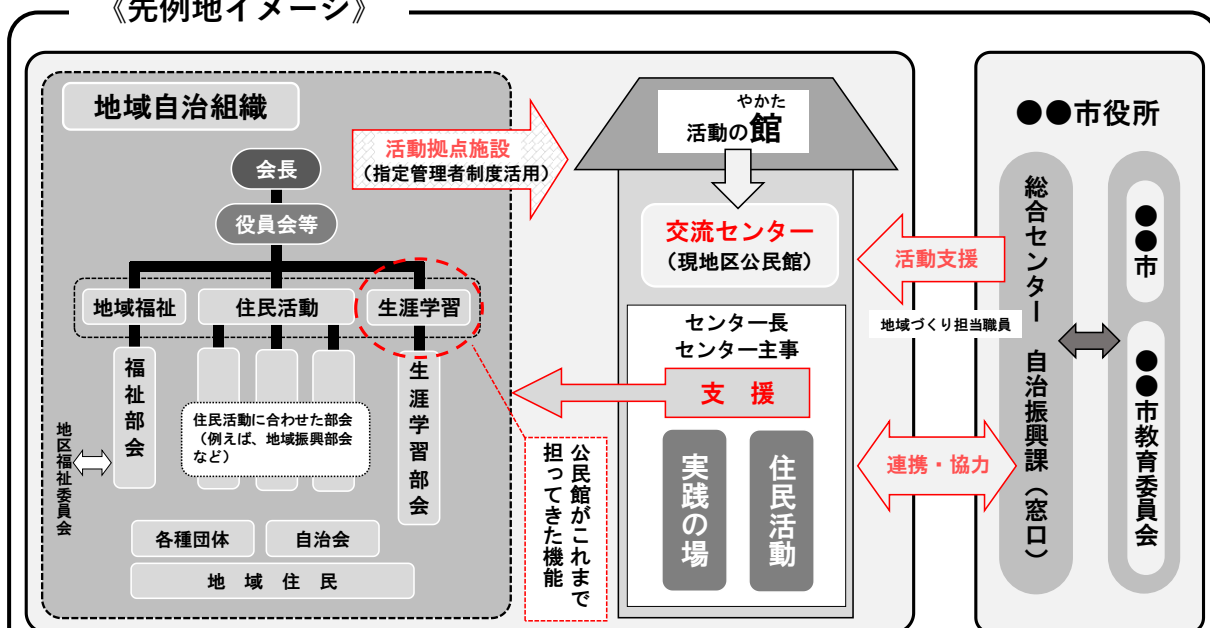 《先例地イメージ》
地域自治組織
会長
役員会等
地域福祉
住民活動
生涯学習
福祉部会
住民活動に合わせた部会
（例えば、地域振興部会
など）
生涯学習部会
地区福祉委員会
各種団体
自治会
地域住民
活動拠点施設
（指定管理者制度活用）
公民館がこれまで
担ってきた機能
やかた
活動の館
交流センター
（現地区公民館）
センター長
センター主事
支援
実践の場
住民活動
活動支援
地域づくり担当職員
連携・協力
●●市役所
総合センター 自治振興課（窓口）
●●市
●●市教育委員会